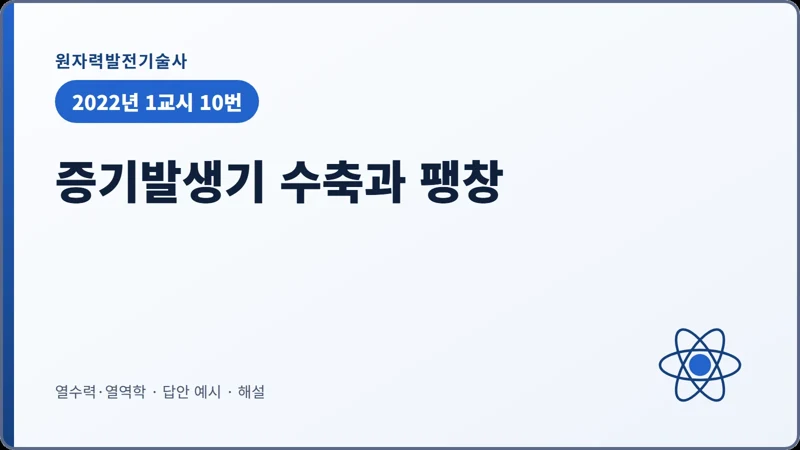 원자력발전기술사
2022년 1교시 10번
증기발생기 수축과 팽창
열수력·열역학 · 답안 예시 · 해설